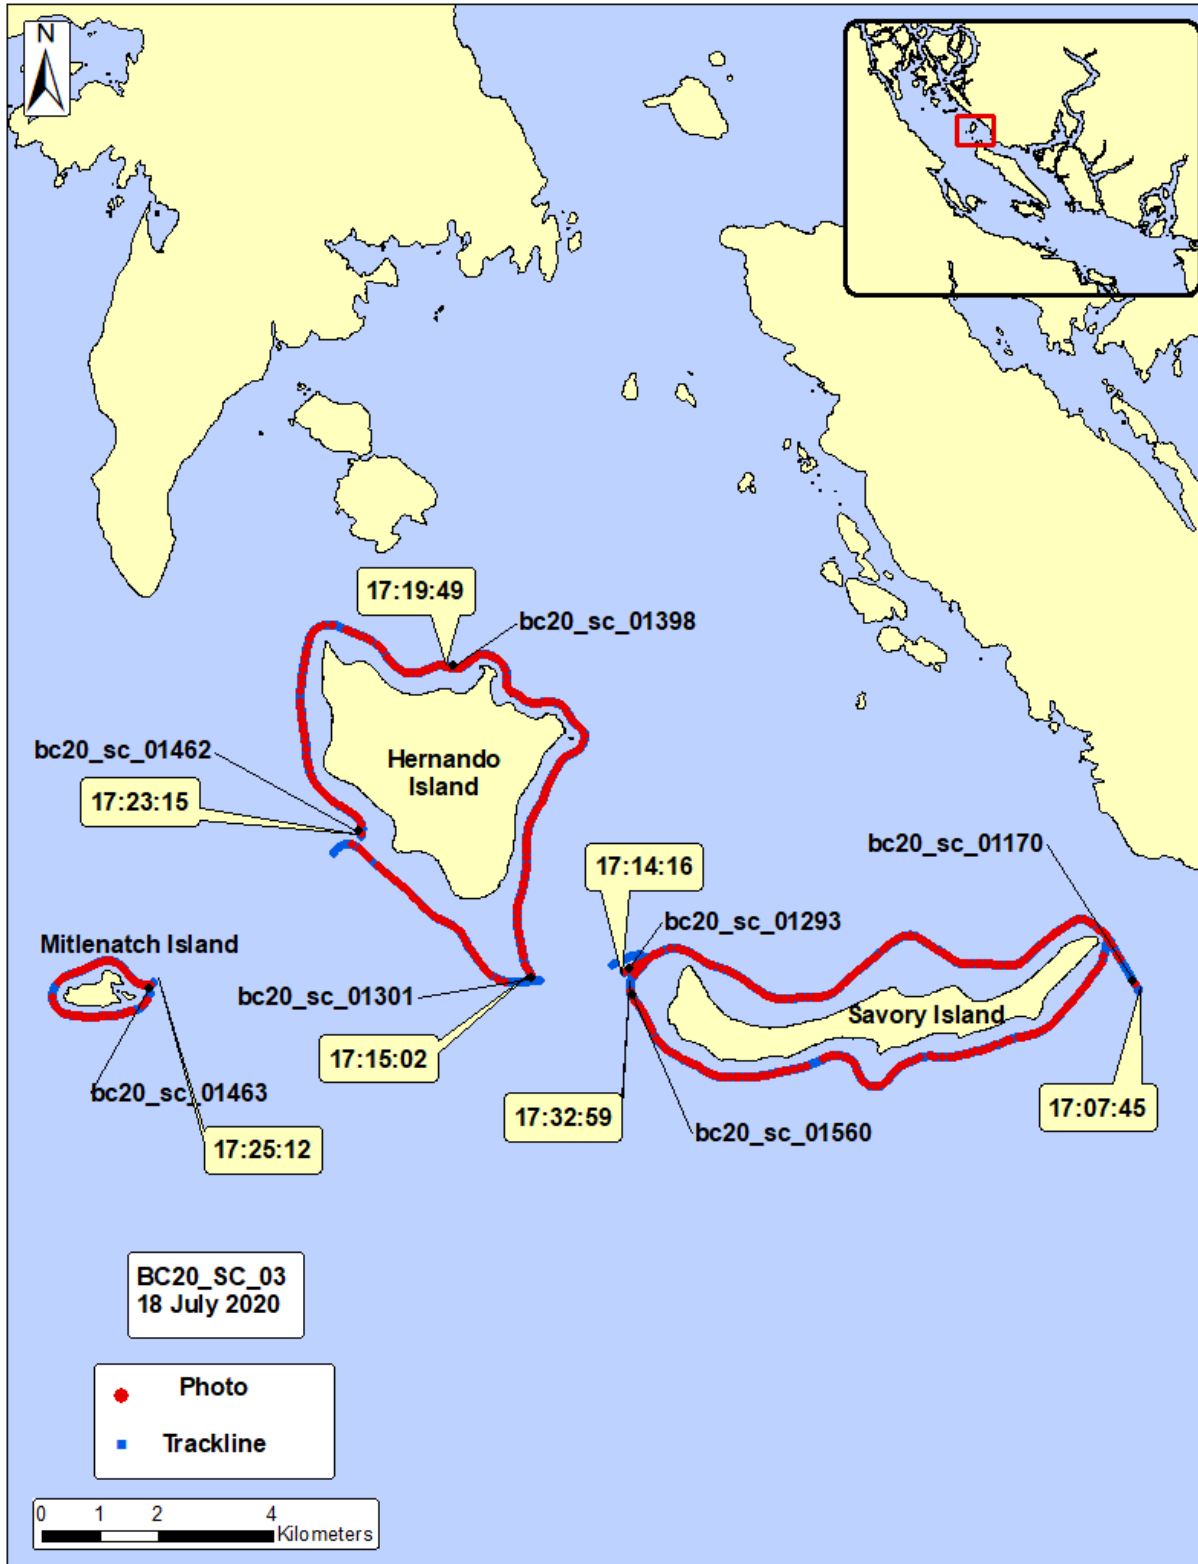 N
17:19:49
bc20_sc_01398
bc20_sc_01462
Hernando
Island
17:23:15
bc20_sc_01170
17:14:16
bc20_sc_01293
Mitlenatch Island
bc20_sc_01301
Savory Island
17:15:02
bc20_sc_01463
17:32:59
17:07:45
bc20_sc_01560
17:25:12
BC20_SC_03
18 July 2020
Photo
Trackline
0 1 2 4
Kilometers